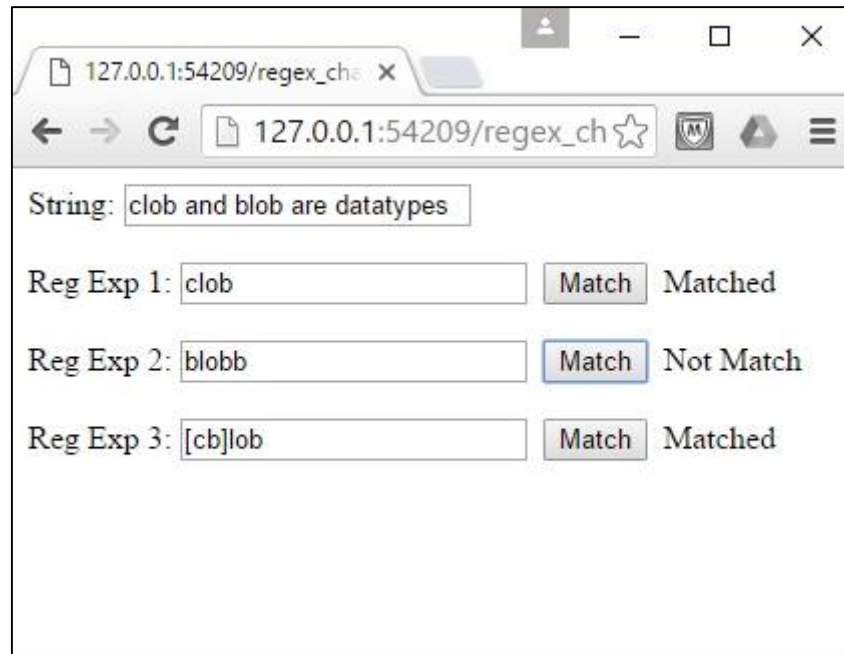 127.0.0.1:54209/regex_cha
127.0.0.1:54209/regex_ch
String: clob and blob are datatypes
Reg Exp 1: clob Match Matched
Reg Exp 2: blobb Match Not Match
Reg Exp 3: [cb]lob Match Matched